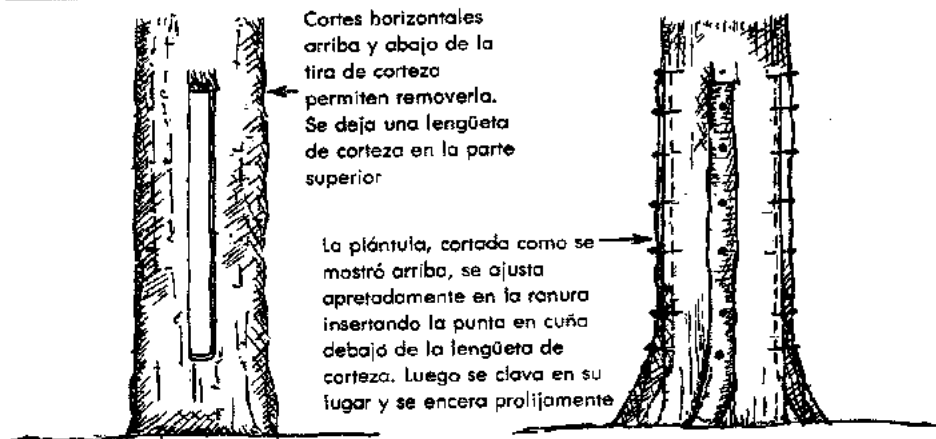 Cortes horizontales
arriba y abajo de la
tira de corteza
permiten removerla.
Se deja una lengüeta
de corteza en la parte
superior
La plántula, cortada como se
mostró arriba, se ajusta
apretadamente en la ranura
insertando la punta en cuña
debajo de la lengüeta de
corteza. Luego se clava en su
lugar y se encera prolijamente